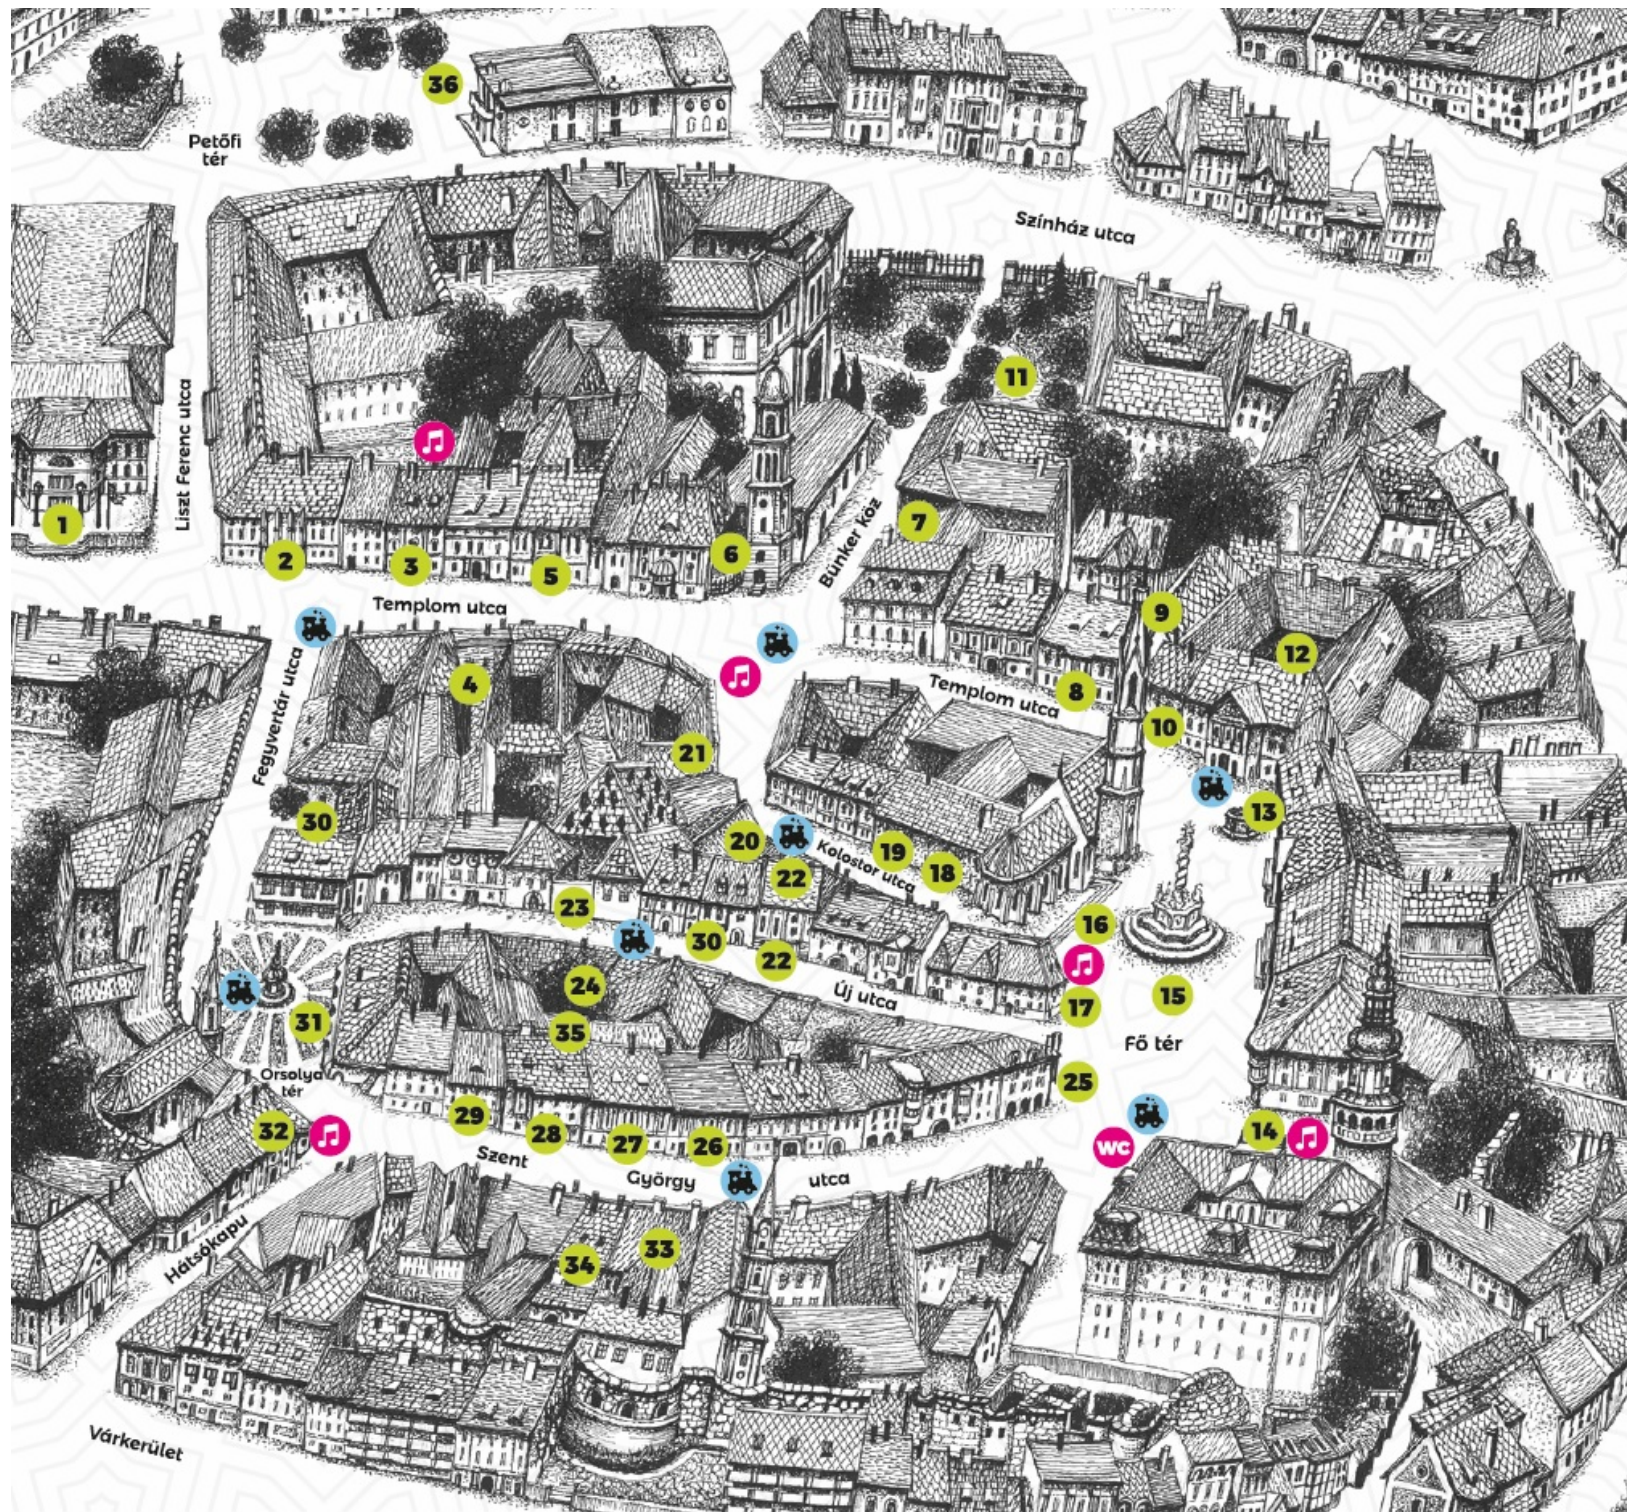 36
Petőfi
tér
Színház utca
11
Liszt Ferenc utca
1
2
3
5
6
7
Bünker köz
Templom utca
9
12
4
8
Templom utca
10
21
Fegyvertár utca
13
30
20
Kolostor utca
19
18
22
23
16
30
22
24
Új utca
15
17
31
35
Fő tér
Orsolya
tér
25
29
32
28
27
26
14
WC
Szent
György
utca
Hátsókapu
33
34
Várkerület